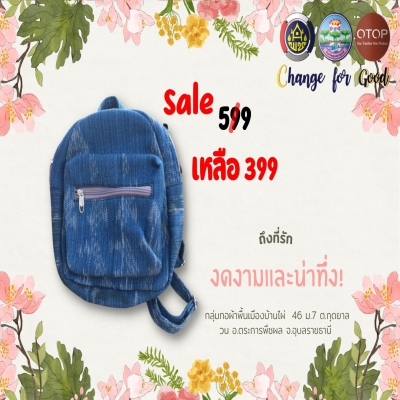 OTOP
Change for Good
Sale
599
เหลือ 399
ถึงที่รัก
งดงามและน่าทึ่ง!
กลุ่มทอผ้าพื้นเมืองบ้านไผ่ 46 ม.7 ต.กุดยาล
วน อ.ตระการพืชผล จ.อุบลราชธานี